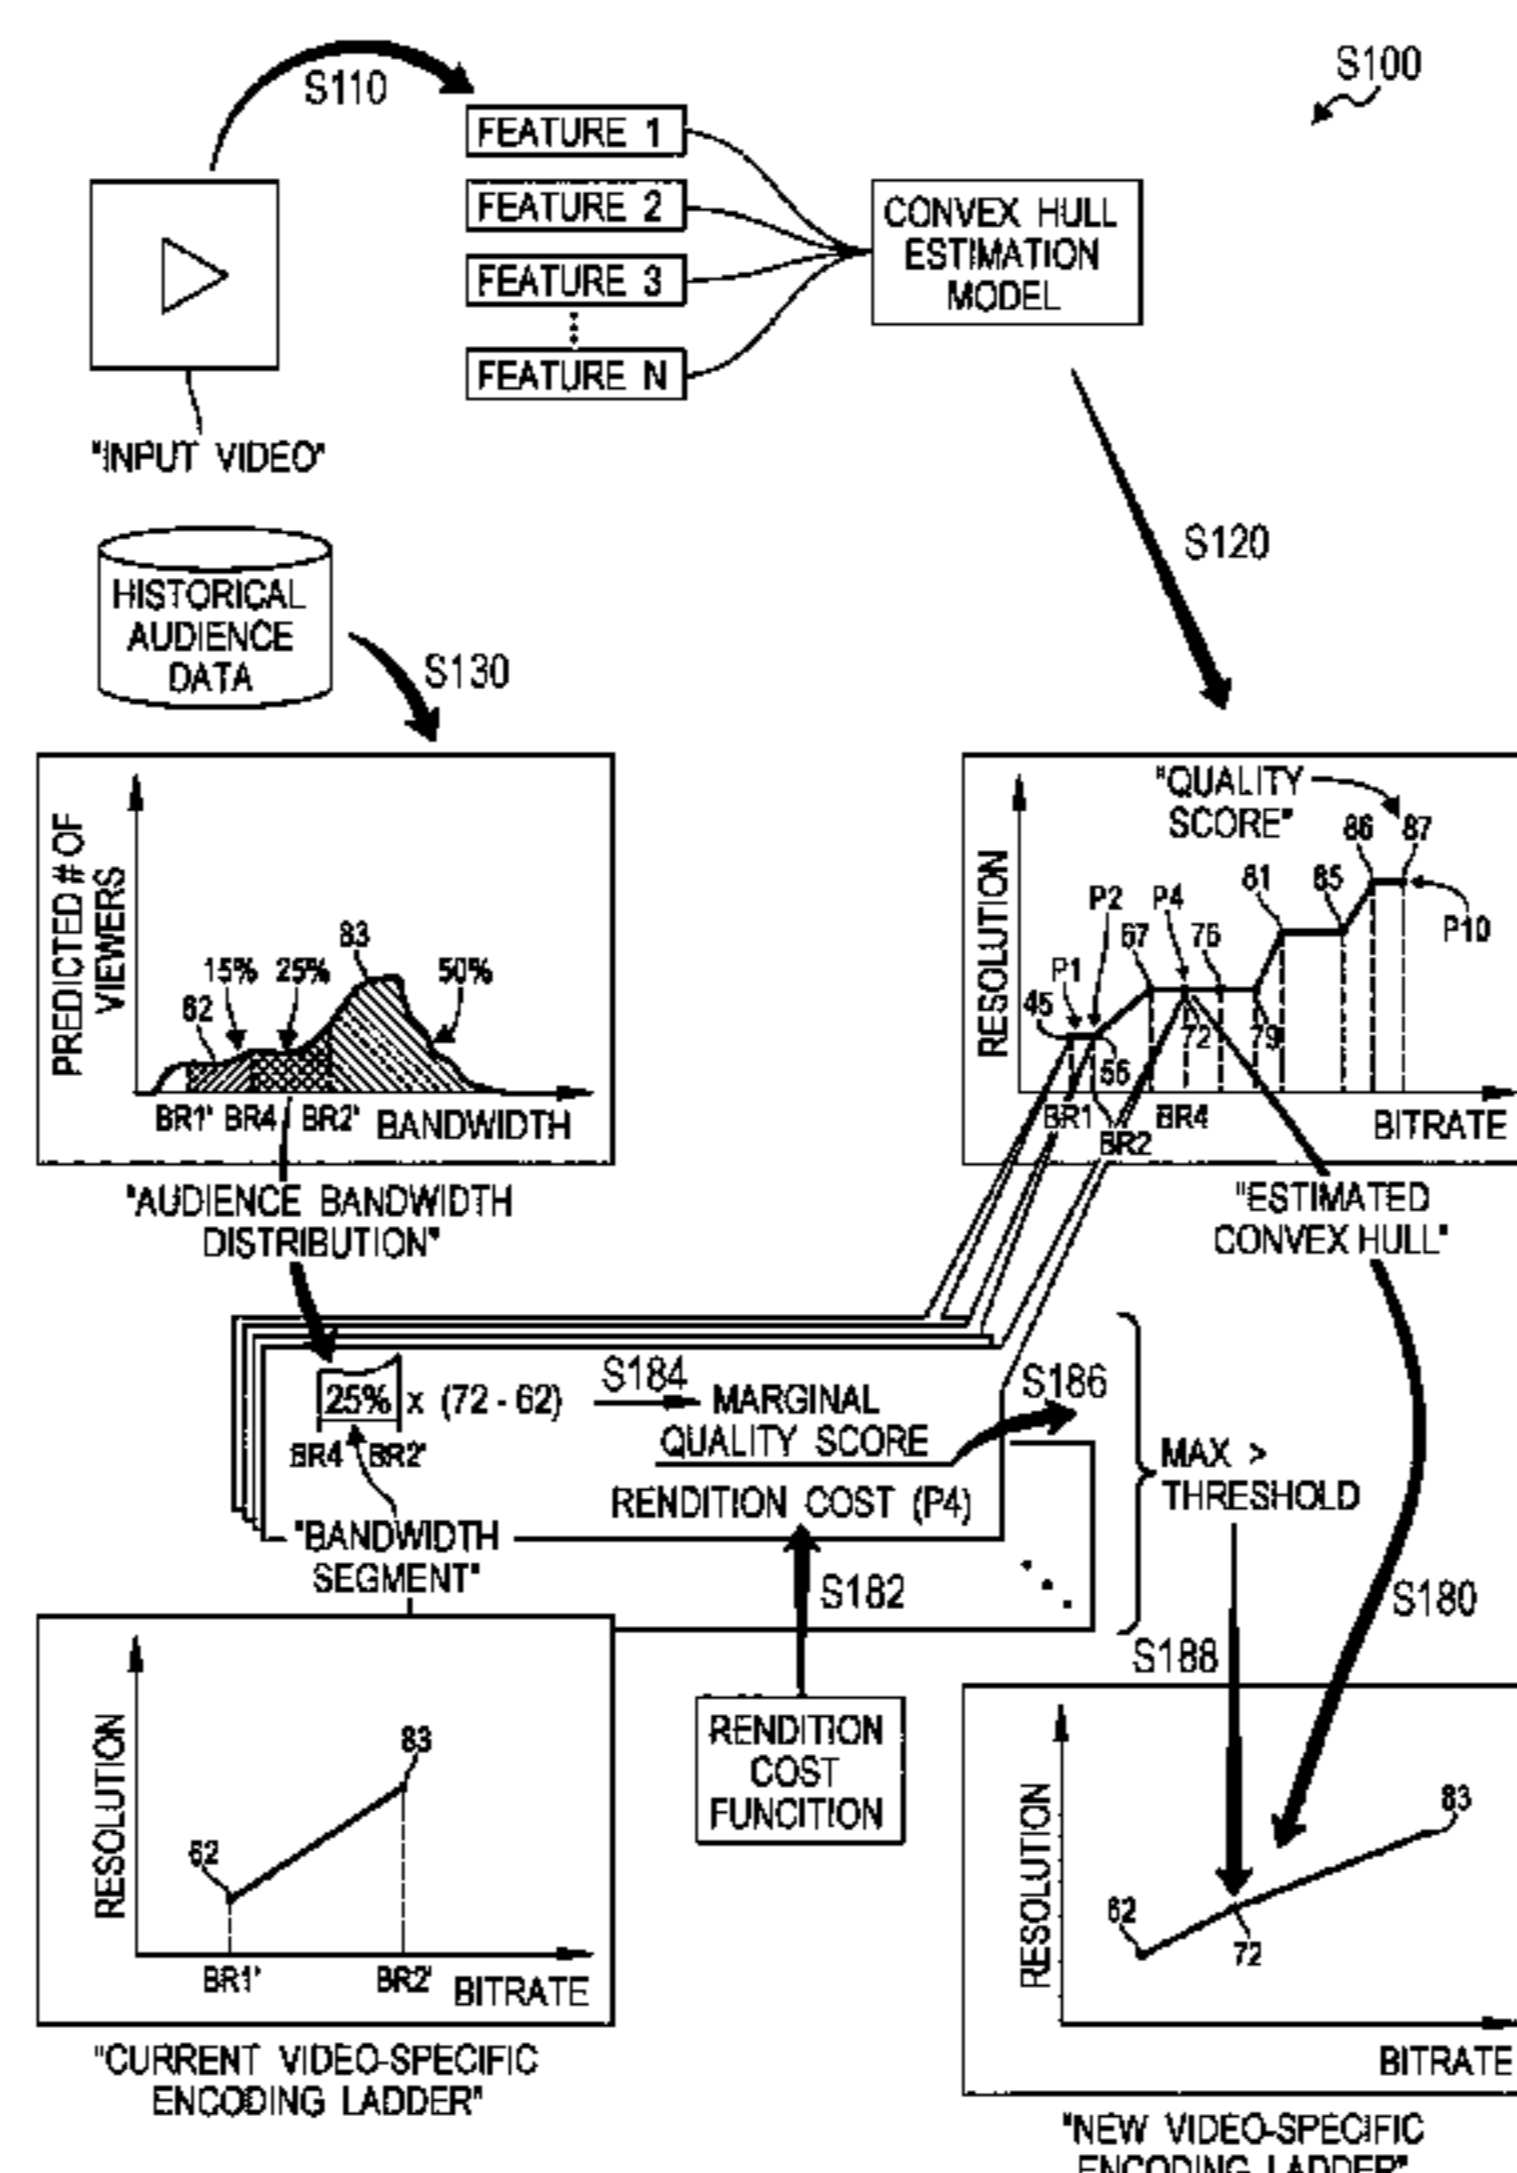 S110
S100
FEATURE 1
FEATURE 2
FEATURE 3
FEATURE N
CONVEX HULL
ESTIMATION
MODEL
"INPUT VIDEO"
S120
HISTORICAL
AUDIENCE
DATA
S130
PREDICTED # OF
VIEWERS
62
15%
25%
83
50%
BR1' BR4 BR2' BANDWIDTH
"AUDIENCE BANDWIDTH
DISTRIBUTION"
"QUALITY
SCORE"
RESOLUTION
45
P1
P2
56
67
P4
72
76
79
81
85
86
87
P10
BR1
BR2
BR4
BITRATE
"ESTIMATED
CONVEX HULL"
25% x (72 - 62)
BR4 BR2'
S184
MARGINAL
QUALITY SCORE
RENDITION COST (P4)
S186
"BANDWIDTH
SEGMENT"
MAX >
THRESHOLD
S182
S188
S180
RENDITION
COST
FUNCITION
RESOLUTION
62
83
BR1' BR2' BITRATE
"CURRENT VIDEO-SPECIFIC
ENCODING LADDER"
RESOLUTION
62
72
83
BITRATE
"NEW VIDEO-SPECIFIC
ENCODING LADDER"